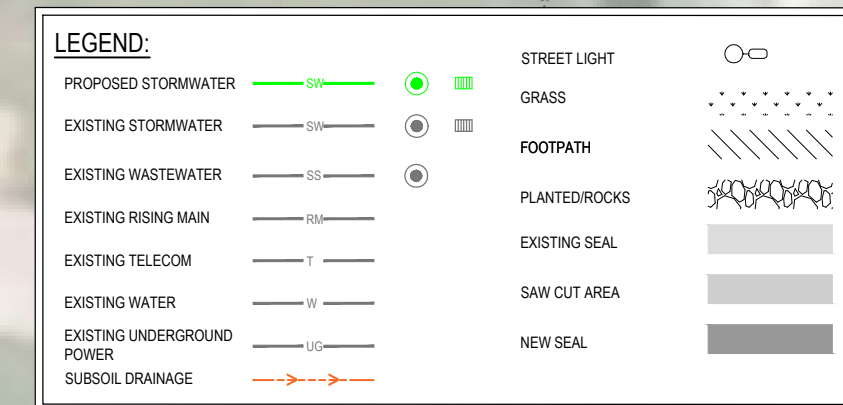 LEGEND:
PROPOSED STORMWATER SW
EXISTING STORMWATER SW
EXISTING WASTEWATER SS
EXISTING RISING MAIN RM
EXISTING TELECOM T
EXISTING WATER W
EXISTING UNDERGROUND
POWER UG
SUBSOIL DRAINAGE
STREET LIGHT
GRASS
FOOTPATH
PLANTED/ROCKS
EXISTING SEAL
SAW CUT AREA
NEW SEAL